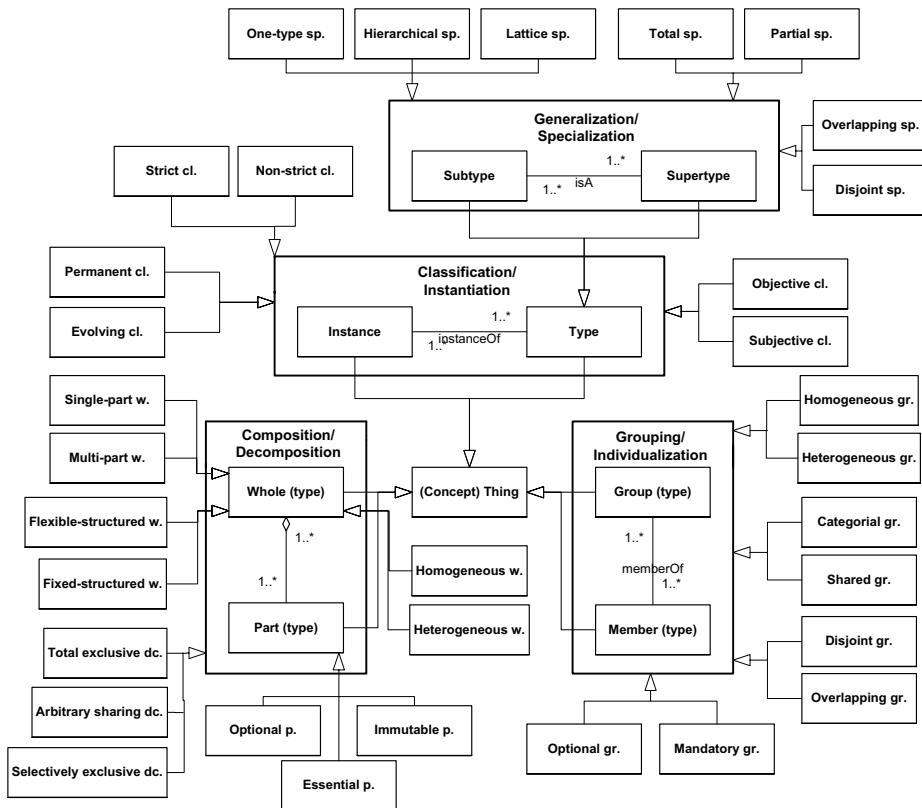 One-type sp.
Hierarchical sp.
Lattice sp.
Total sp.
Partial sp.
Generalization/
Specialization
Overlapping sp.
Subtype
1..*
isA
1..*
Supertype
Disjoint sp.
Strict cl.
Non-strict cl.
Classification/
Instantiation
Permanent cl.
Evolving cl.
Instance
1..*
instanceOf
1..*
Type
Objective cl.
Subjective cl.
Single-part w.
Multi-part w.
Flexible-structured w.
Fixed-structured w.
Composition/
Decomposition
Whole (type)
1..*
1..*
Part (type)
(Concept) Thing
Homogeneous w.
Heterogeneous w.
Grouping/
Individualization
Group (type)
1..*
memberOf
1..*
Member (type)
Homogeneous gr.
Heterogeneous gr.
Categorial gr.
Shared gr.
Disjoint gr.
Overlapping gr.
Total exclusive dc.
Arbitrary sharing dc.
Selectively exclusive dc.
Optional p.
Immutable p.
Essential p.
Optional gr.
Mandatory gr.